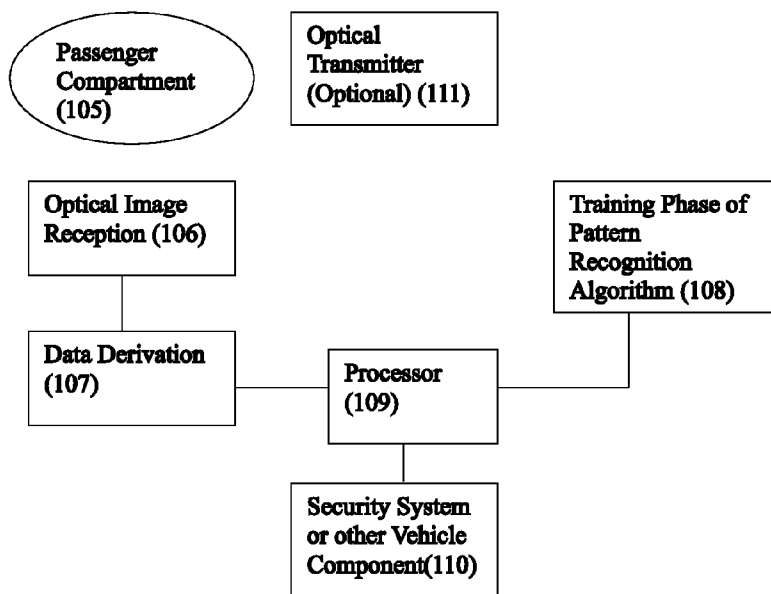 Passenger
Compartment
(105)
Optical
Transmitter
(Optional) (111)
Optical Image
Reception (106)
Training Phase of
Pattern
Recognition
Algorithm (108)
Data Derivation
(107)
Processor
(109)
Security System
or other Vehicle
Component(110)